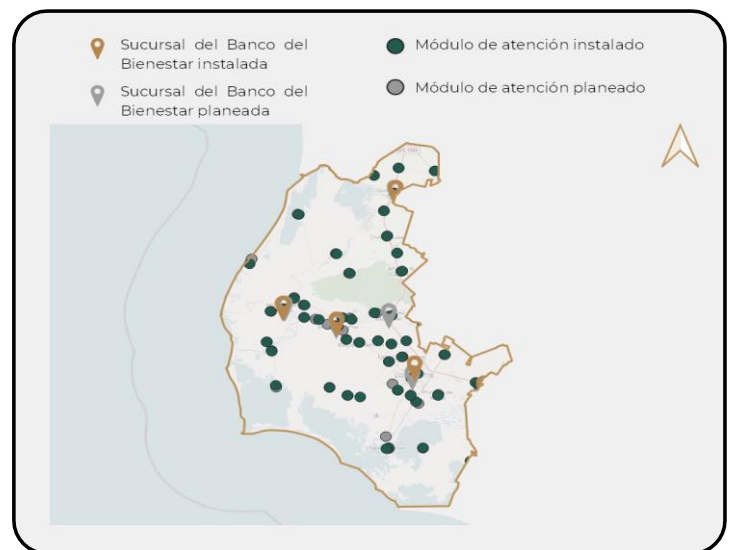 Sucursal del Banco del
Bienestar instalada
Módulo de atención instalado
Sucursal del Banco del
Bienestar planeada
Módulo de atención planeado